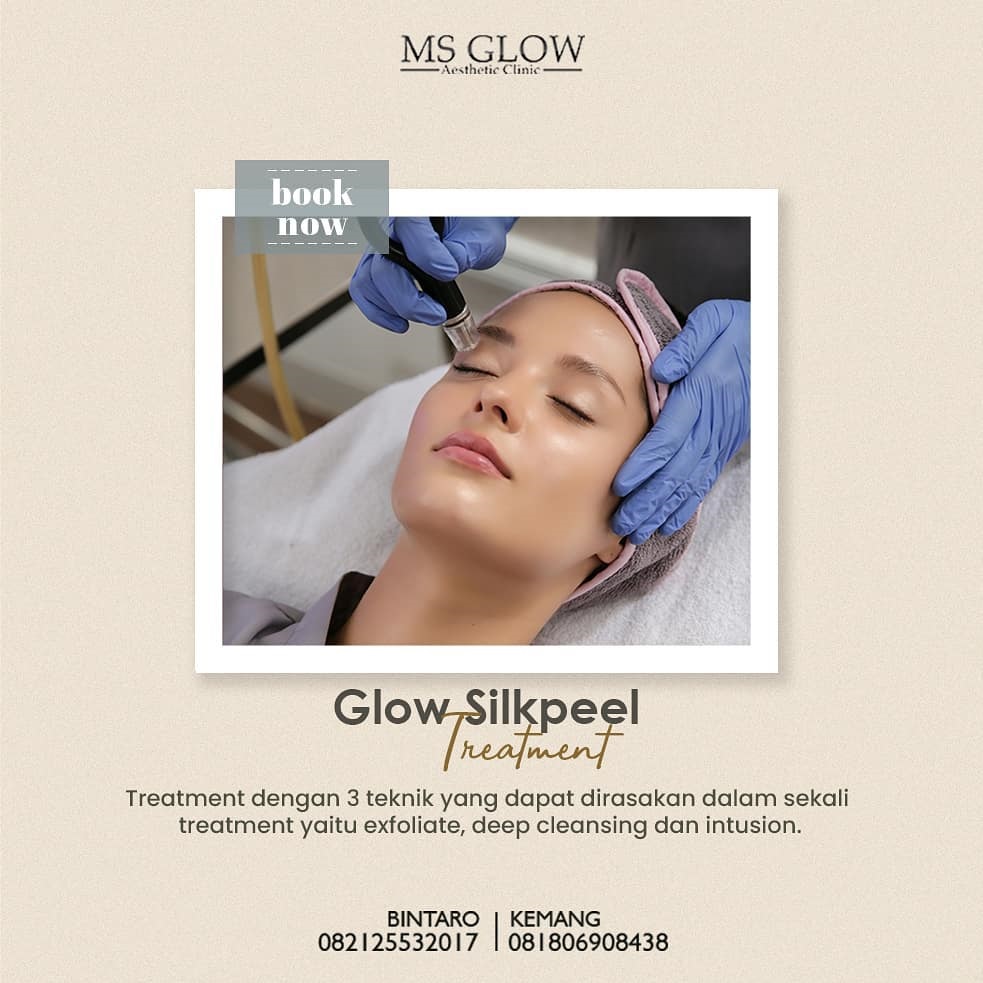 MS GLOW
Aesthetic Clinic
book
now
Glow Silkpeel
Treatment
Treatment dengan 3 teknik yang dapat dirasakan dalam sekali
treatment yaitu exfoliate, deep cleansing dan intusion.
BINTARO | KEMANG
082125532017 | 081806908438